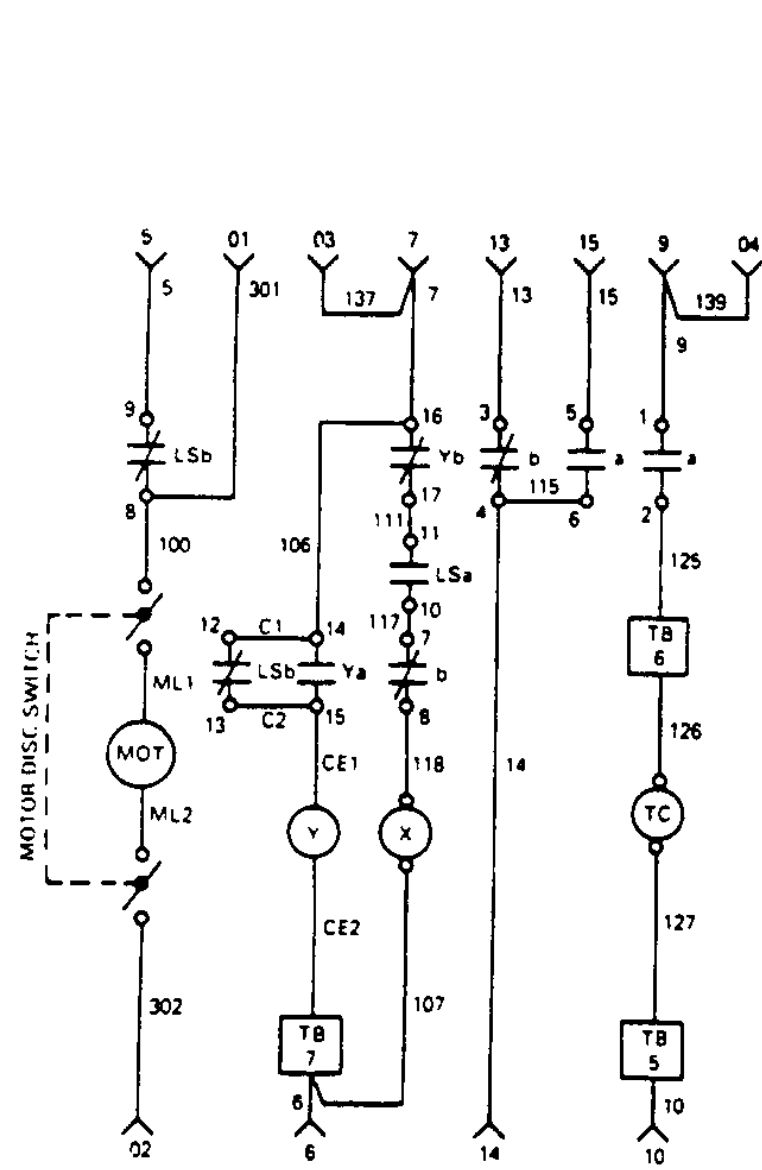 5 01 03 7 13 15 9 04
5 301 137 7 13 15 139
9
9 16 3 5 1
LSb Yb b a a
8 17 4 115 6 2
100 106 111 11 125
LSa
10
12 C1 14 117 7 TB
6
LSb Ya b
ML1 13 C2 15 8
MOTOR DISC SWITCH
MOT CE1 118 14 126
ML2 Y X TC
CE2 127
302 107
TB
7
TB
5
6 10
02 6 14 10